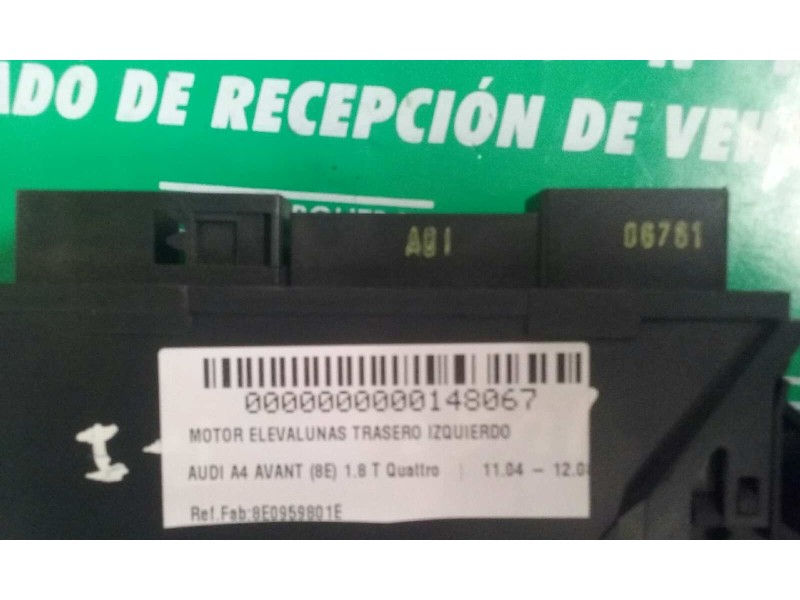 ADO DE RECEPCIÓN DE VEH
A01 06761
0000000000148067
MOTOR ELEVALUNAS TRASERO IZQUIERDO
AUDI A4 AVANT (8E) 1.8 T Quattro | 11.04 – 12.0
Ref.Fab:8E0959801E